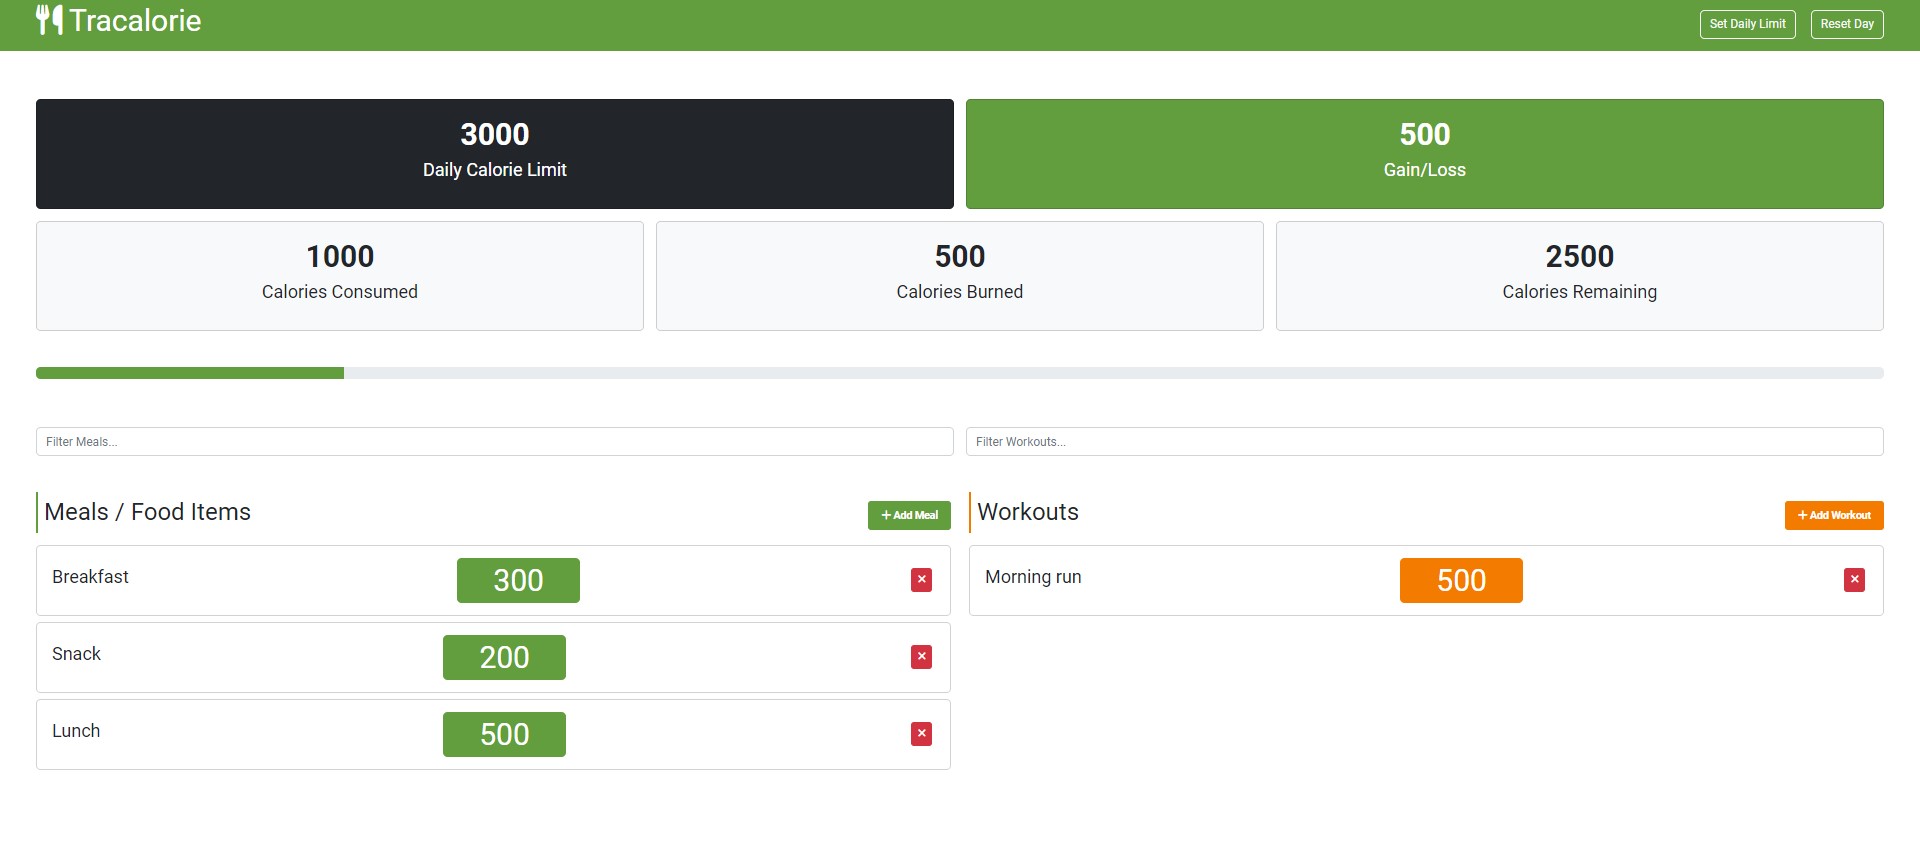 Tracalorie
Set Daily Limit
Reset Day
3000
Daily Calorie Limit
500
Gain/Loss
1000
Calories Consumed
500
Calories Burned
2500
Calories Remaining
Filter Meals...
Filter Workouts...
Meals / Food Items
+ Add Meal
Breakfast
300
×
Snack
200
×
Lunch
500
×
Workouts
+ Add Workout
Morning run
500
×